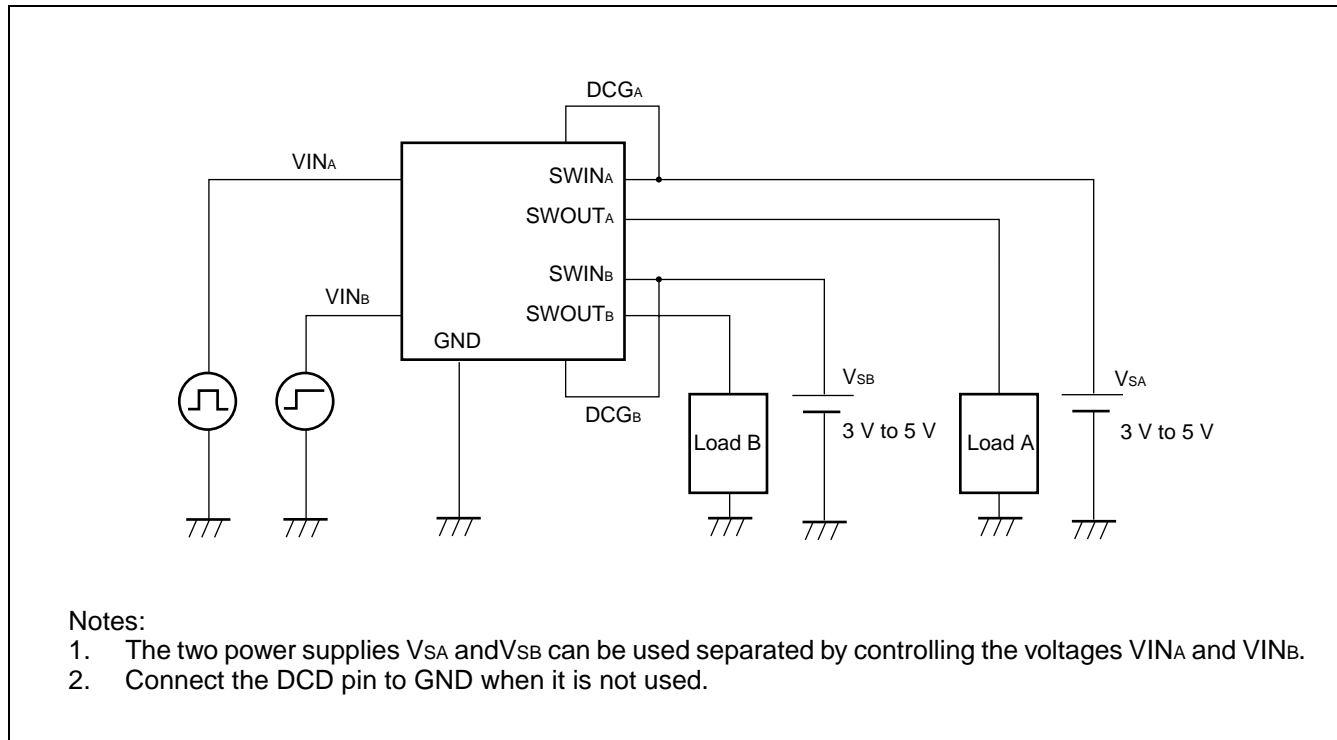 DCGA
VINA
SWINA
SWOUTA
SWINB
VINB
SWOUTB
GND
VSB
VSA
DCGB
3 V to 5 V
3 V to 5 V
Load B
Load A
Notes:
1. The two power supplies VSA andVSB can be used separated by controlling the voltages VINA and VINB.
2. Connect the DCD pin to GND when it is not used.